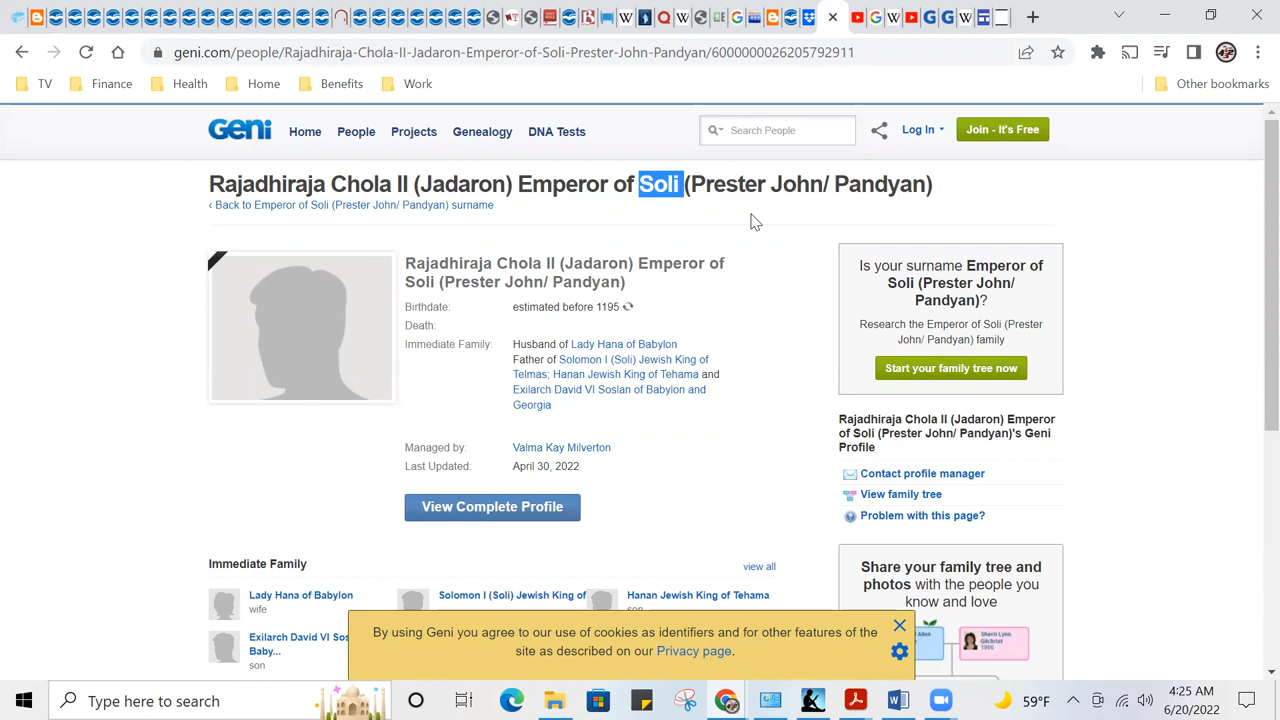 geni.com/people/Rajadhiraja-Chola-II-Jadaron-Emperor-of-Soli-Prester-John-Pandyan/6000000026205792911
TV Finance Health Home Benefits Work Other bookmarks
Geni Home People Projects Genealogy DNA Tests Search People Log In Join - It's Free
Rajadhiraja Chola II (Jadaron) Emperor of Soli (Prester John/ Pandyan)
‹ Back to Emperor of Soli (Prester John/ Pandyan) surname
Rajadhiraja Chola II (Jadaron) Emperor of
Soli (Prester John/ Pandyan)
Birthdate: estimated before 1195
Death:
Immediate Family: Husband of Lady Hana of Babylon
Father of Solomon I (Soli) Jewish King of
Telmas; Hanan Jewish King of Tehama and
Exilarch David VI Soslan of Babylon and
Georgia
Managed by: Valma Kay Milverton
Last Updated: April 30, 2022
View Complete Profile
Immediate Family view all
Lady Hana of Babylon
wife
Solomon I (Soli) Jewish King of
Hanan Jewish King of Tehama
son
Exilarch David VI Sos
Baby...
son
Is your surname Emperor of
Soli (Prester John/
Pandyan)?
Research the Emperor of Soli (Prester
John/ Pandyan) family
Start your family tree now
Rajadhiraja Chola II (Jadaron) Emperor
of Soli (Prester John/ Pandyan)'s Geni
Profile
Contact profile manager
View family tree
Problem with this page?
Share your family tree and
photos with the people you
know and love
Allen
Sherri Lynn
Gilchrist
By using Geni you agree to our use of cookies as identifiers and for other features of the
site as described on our Privacy page.
Type here to search
59°F
4:25 AM
6/20/2022